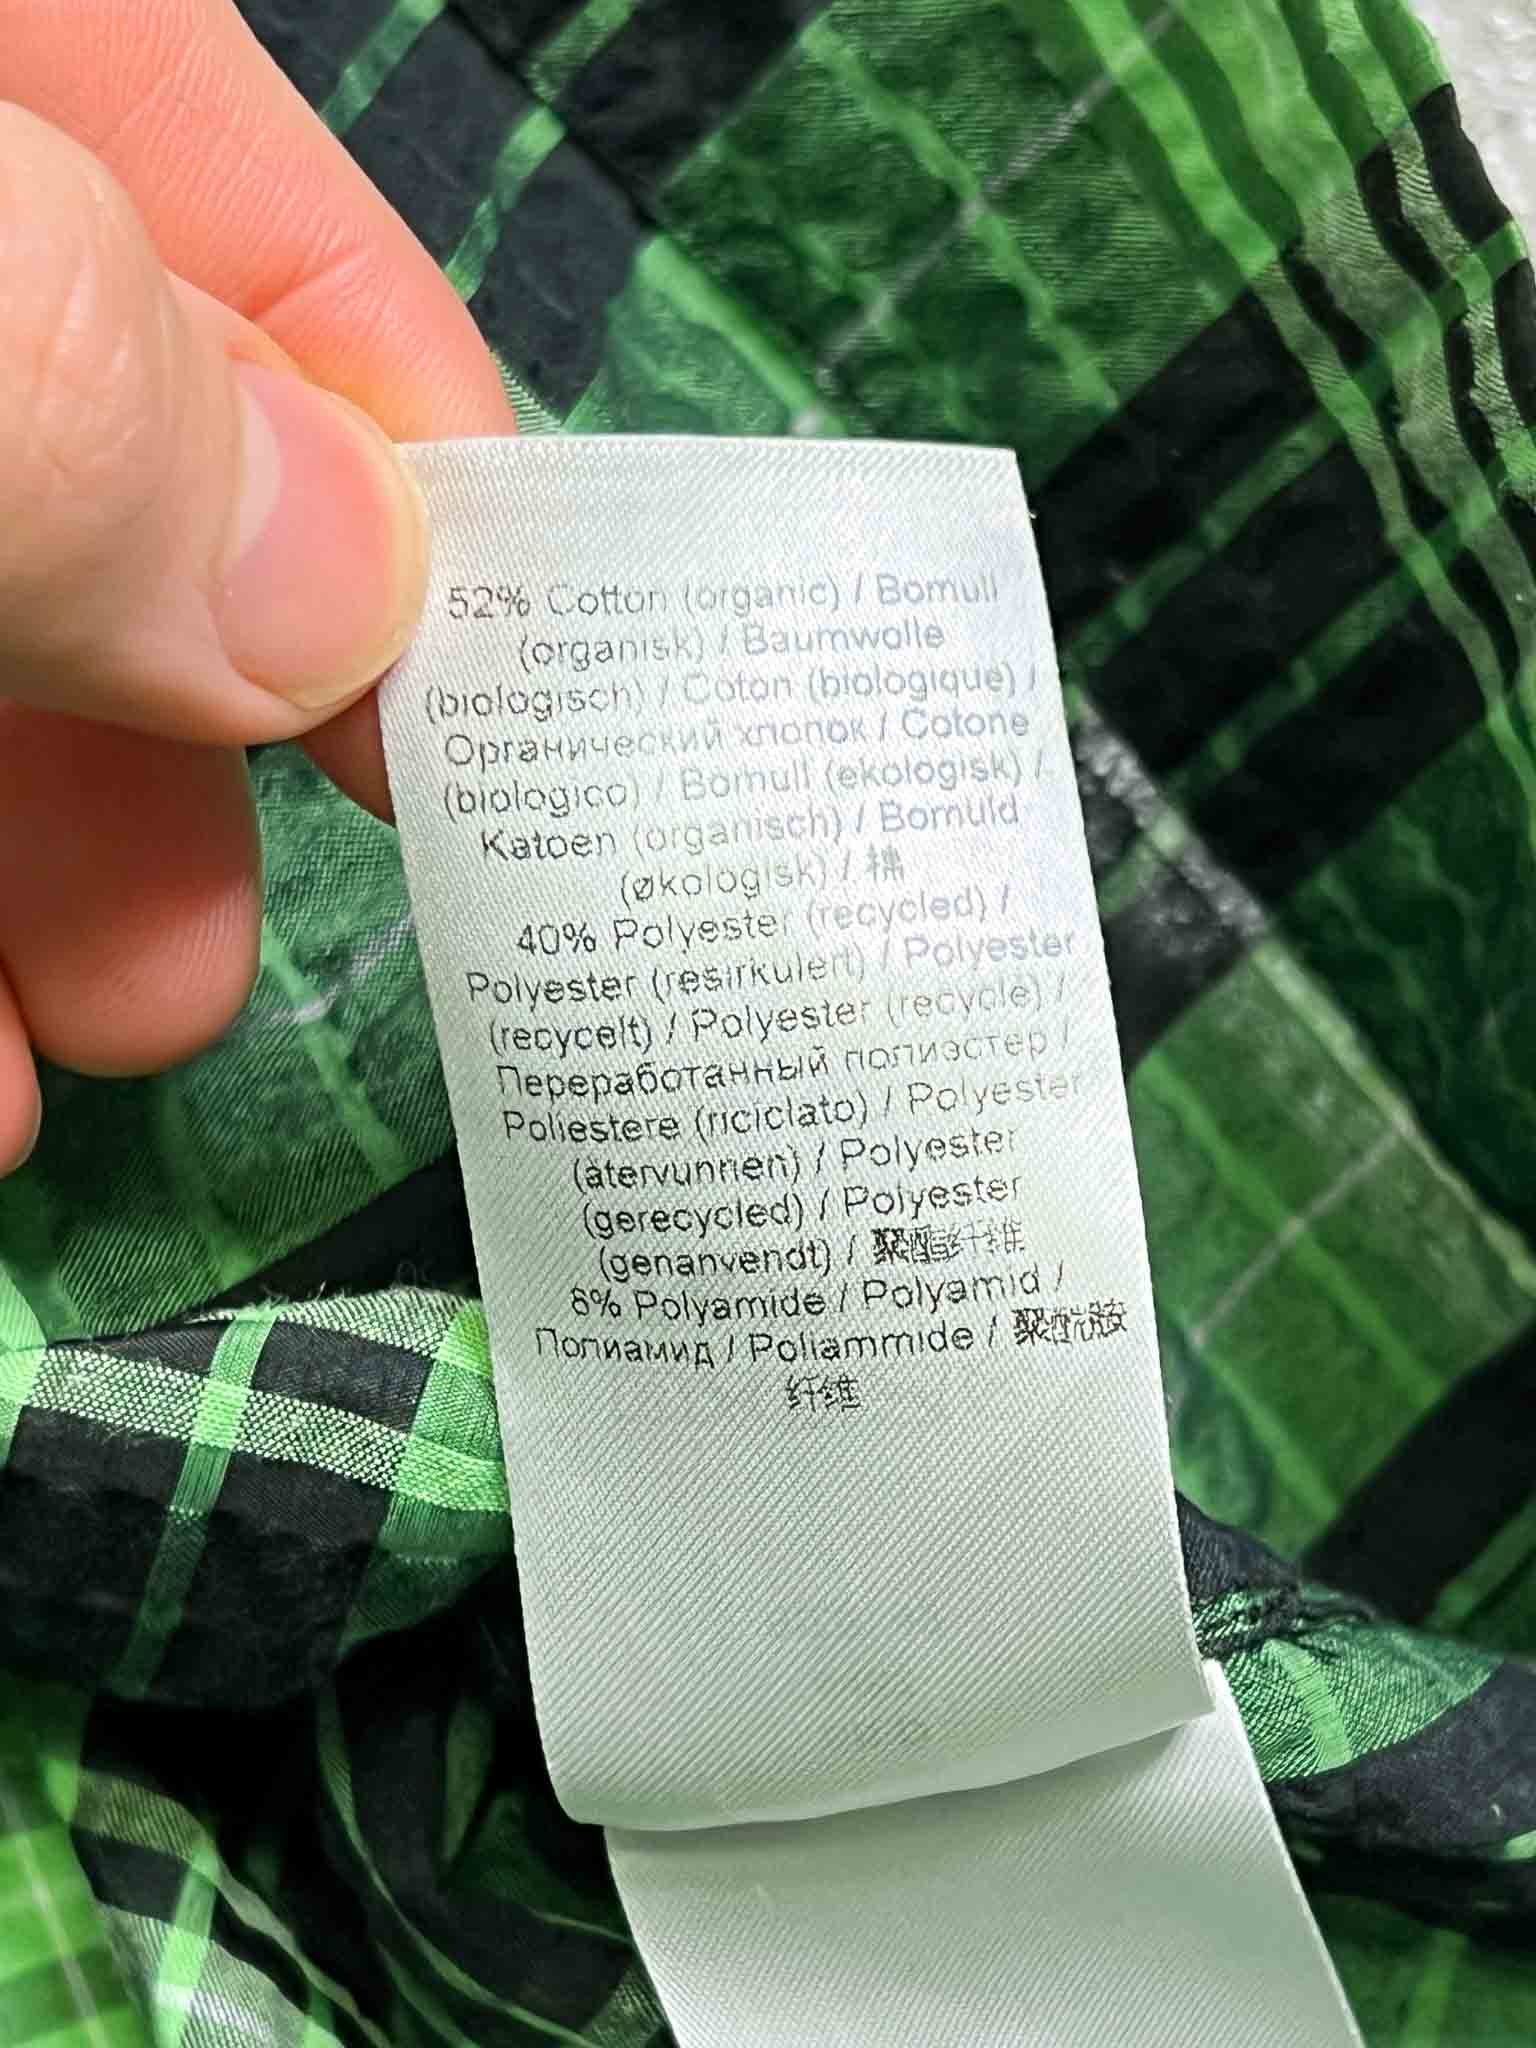 52% Cotton (organic) / Bomull
(organisk) / Baumwolle
(biologisch) / Coton (biologique) /
Органический хлопок / Cotone
(biologico) / Bomull (ekologisk) /
Katoen (organisch) / Bomuld
(økologisk) / 棉
40% Polyester (recycled) /
Polyester (resirkulert) / Polyester
(recycelt) / Polyester (recycle) /
Переработанный полиэстер /
Poliestere (riciclato) / Polyester
(återvunnen) / Polyester
(gerecycled) / Polyester
(genanvendt) / 聚酯纤维
8% Polyamide / Polyamid /
Полиамид / Poliammide / 聚酰胺
纤维